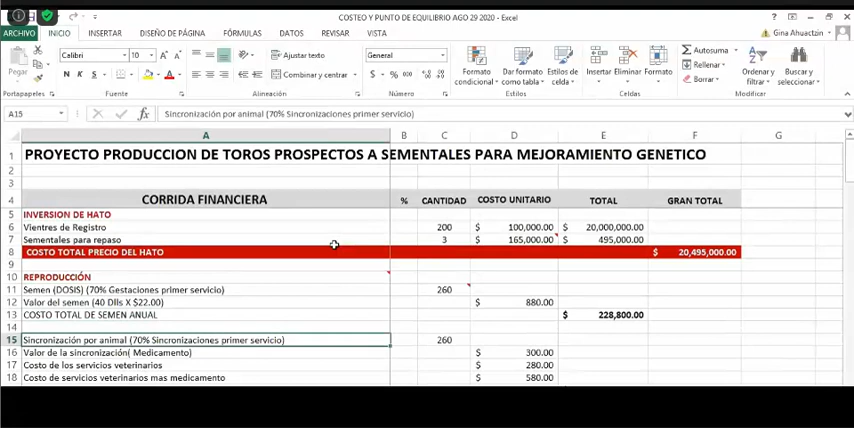 COSTEO Y PUNTO DE EQUILIBRIO AGO 29 2020 - Excel
ARCHIVO INICIO INSERTAR DISEÑO DE PÁGINA FÓRMULAS DATOS REVISAR VISTA Gina Ahuactzin
Calibri 10 Ajustar texto General Autosuma
Pegar N K S Combinar y centrar $ % 000 Formato condicional Dar formato como tabla Estilos de celda Insertar Eliminar Formato Rellenar Borrar Ordenar y filtrar Buscar y seleccionar
Portapapeles Fuente Alineación Número Estilos Celdas Modificar
A15 fx Sincronización por animal (70% Sincronizaciones primer servicio)
A B C D E F G
1 PROYECTO PRODUCCION DE TOROS PROSPECTOS A SEMENTALES PARA MEJORAMIENTO GENETICO
2
3
4 CORRIDA FINANCIERA % CANTIDAD COSTO UNITARIO TOTAL GRAN TOTAL
5 INVERSION DE HATO
6 Vientres de Registro 200 $ 100,000.00 $ 20,000,000.00
7 Sementales para repaso 3 $ 165,000.00 $ 495,000.00
8 COSTO TOTAL PRECIO DEL HATO $ 20,495,000.00
9
10 REPRODUCCIÓN
11 Semen (DOSIS) (70% Gestaciones primer servicio) 260
12 Valor del semen (40 Dlls X $22.00) $ 880.00
13 COSTO TOTAL DE SEMEN ANUAL $ 228,800.00
14
15 Sincronización por animal (70% Sincronizaciones primer servicio) 260
16 Valor de la sincronización( Medicamento) $ 300.00
17 Costo de los servicios veterinarios $ 280.00
18 Costo de servicios veterinarios mas medicamento $ 580.00